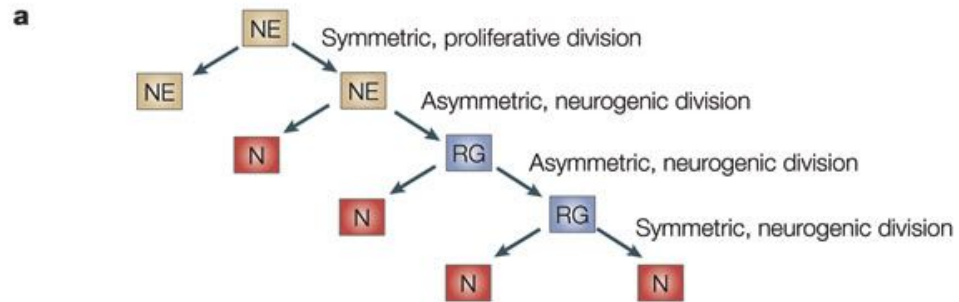 a
NE
Symmetric, proliferative division
NE
NE
Asymmetric, neurogenic division
N
RG
Asymmetric, neurogenic division
N
RG
Symmetric, neurogenic division
N
N